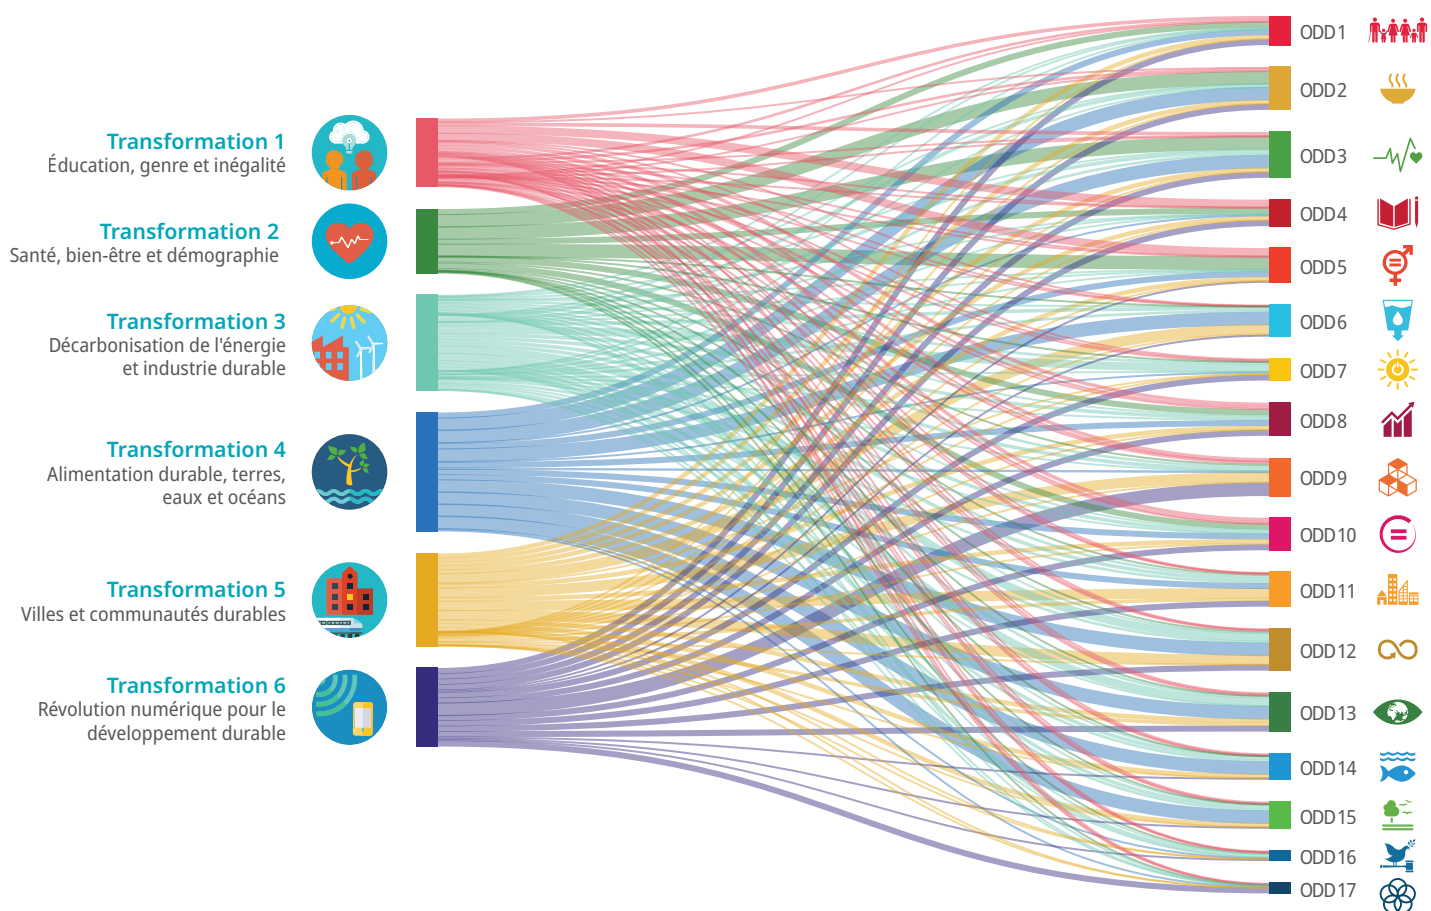 Transformation 1
Éducation, genre et inégalité
Transformation 2
Santé, bien-être et démographie
Transformation 3
Décarbonisation de l'énergie
et industrie durable
Transformation 4
Alimentation durable, terres,
eaux et océans
Transformation 5
Villes et communautés durables
Transformation 6
Révolution numérique pour le
développement durable
ODD1
ODD2
ODD3
ODD4
ODD5
ODD6
ODD7
ODD8
ODD9
ODD10
ODD11
ODD12
ODD13
ODD14
ODD15
ODD16
ODD17